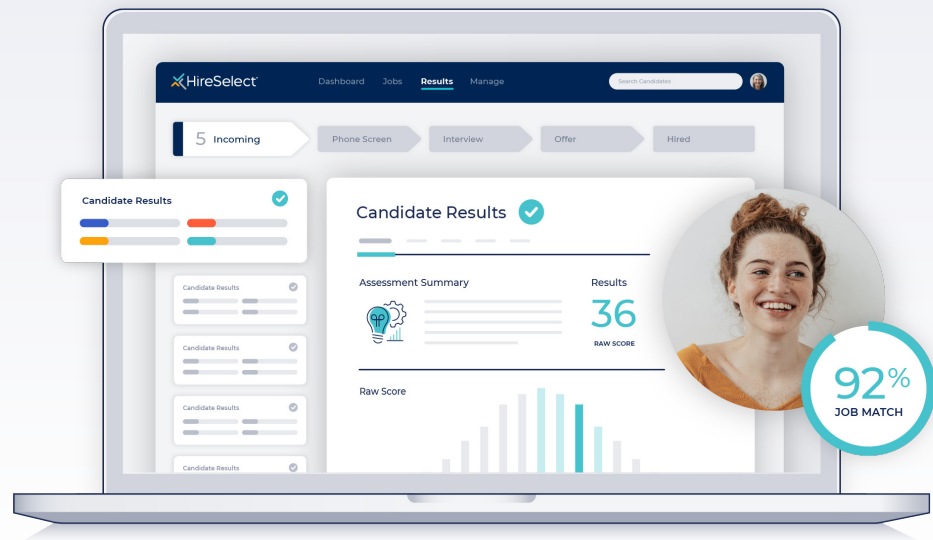 HireSelect
Dashboard Jobs Results Manage
Search Candidates
5 Incoming
Phone Screen
Interview
Offer
Hired
Candidate Results
Candidate Results
Assessment Summary
Results
36
RAW SCORE
Raw Score
Candidate Results
Candidate Results
Candidate Results
Candidate Results
92%
JOB MATCH